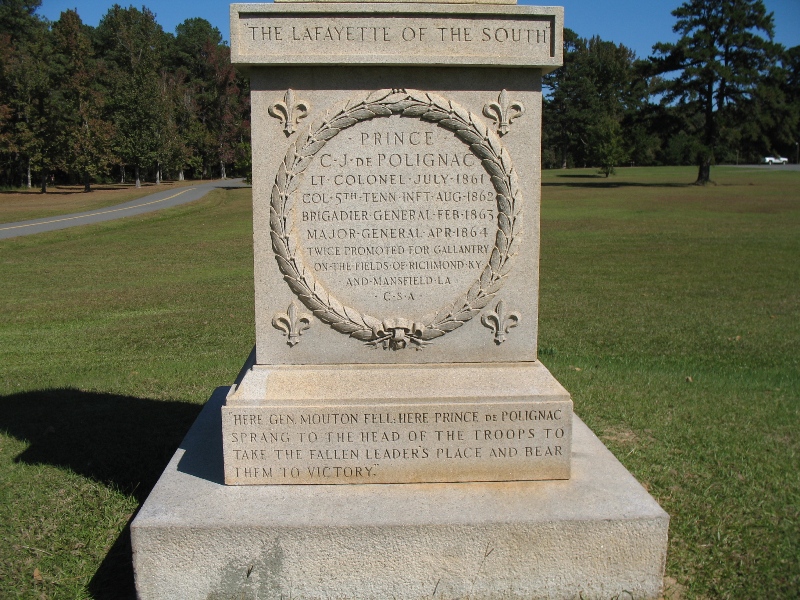 "THE LAFAYETTE OF THE SOUTH"
· PRINCE ·
C·J·DE POLIGNAC
LT·COLONEL·JULY·1861
COL·5TH·TENN·INFT·AUG·1862
BRIGADIER·GENERAL·FEB·1863
MAJOR·GENERAL·APR·1864
TWICE PROMOTED FOR GALLANTRY
ON·THE·FIELDS·OF·RICHMOND·KY
AND·MANSFIELD·LA
·C·S·A·
"HERE GEN. MOUTON FELL; HERE PRINCE DE POLIGNAC
SPRANG TO THE HEAD OF THE TROOPS TO
TAKE THE FALLEN LEADER'S PLACE AND BEAR
THEM TO VICTORY."